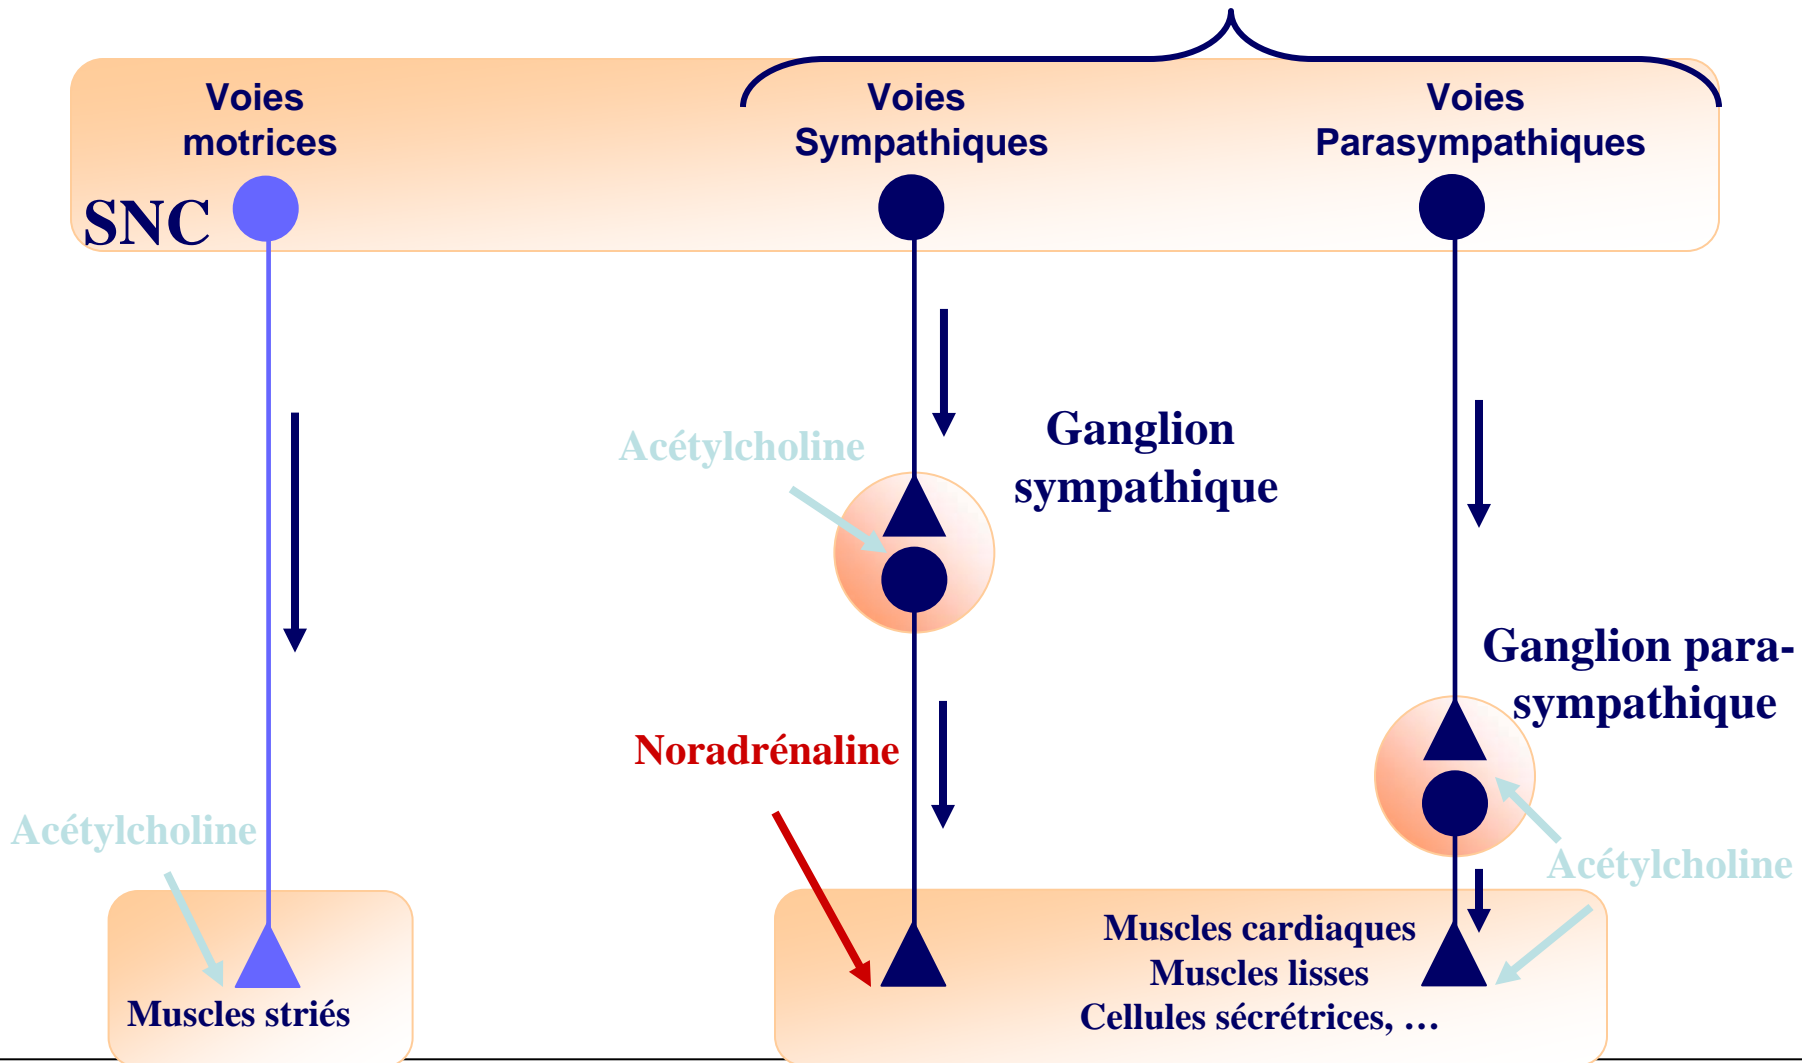 Voies
motrices
Voies
Sympathiques
Voies
Parasympathiques
SNC
Acétylcholine
Ganglion
sympathique
Ganglion para-
sympathique
Noradrénaline
Acétylcholine
Acétylcholine
Muscles striés
Muscles cardiaques
Muscles lisses
Cellules sécrétrices, …